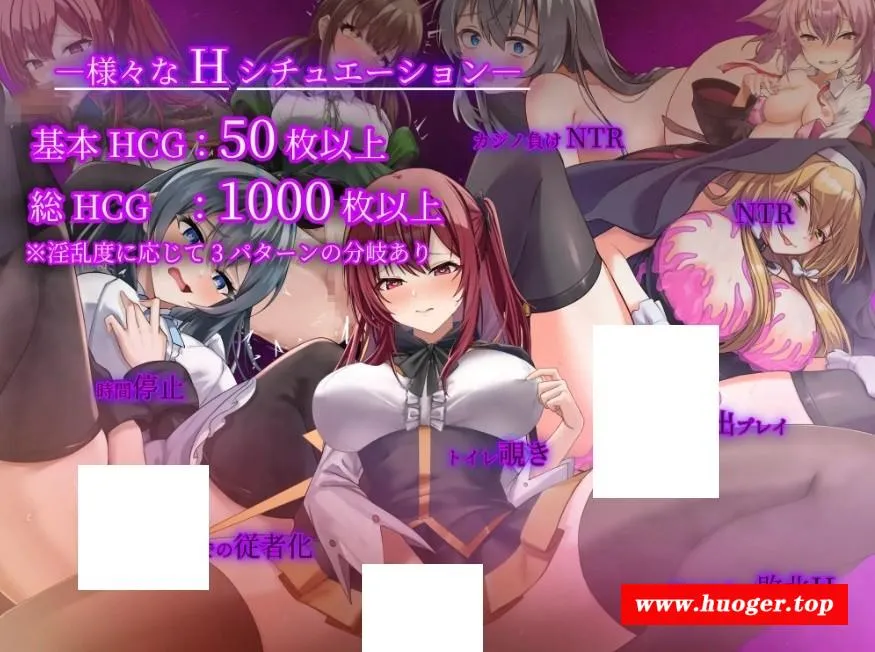 ―様々なHシチュエーション―
基本HCG：50枚以上
カジノ負けNTR
総HCG　：1000枚以上
NTR
※淫乱度に応じて3パターンの分岐あり
時間停止
出プレイ
トイレ覗き
の従者化
敗北H
www.huoger.top